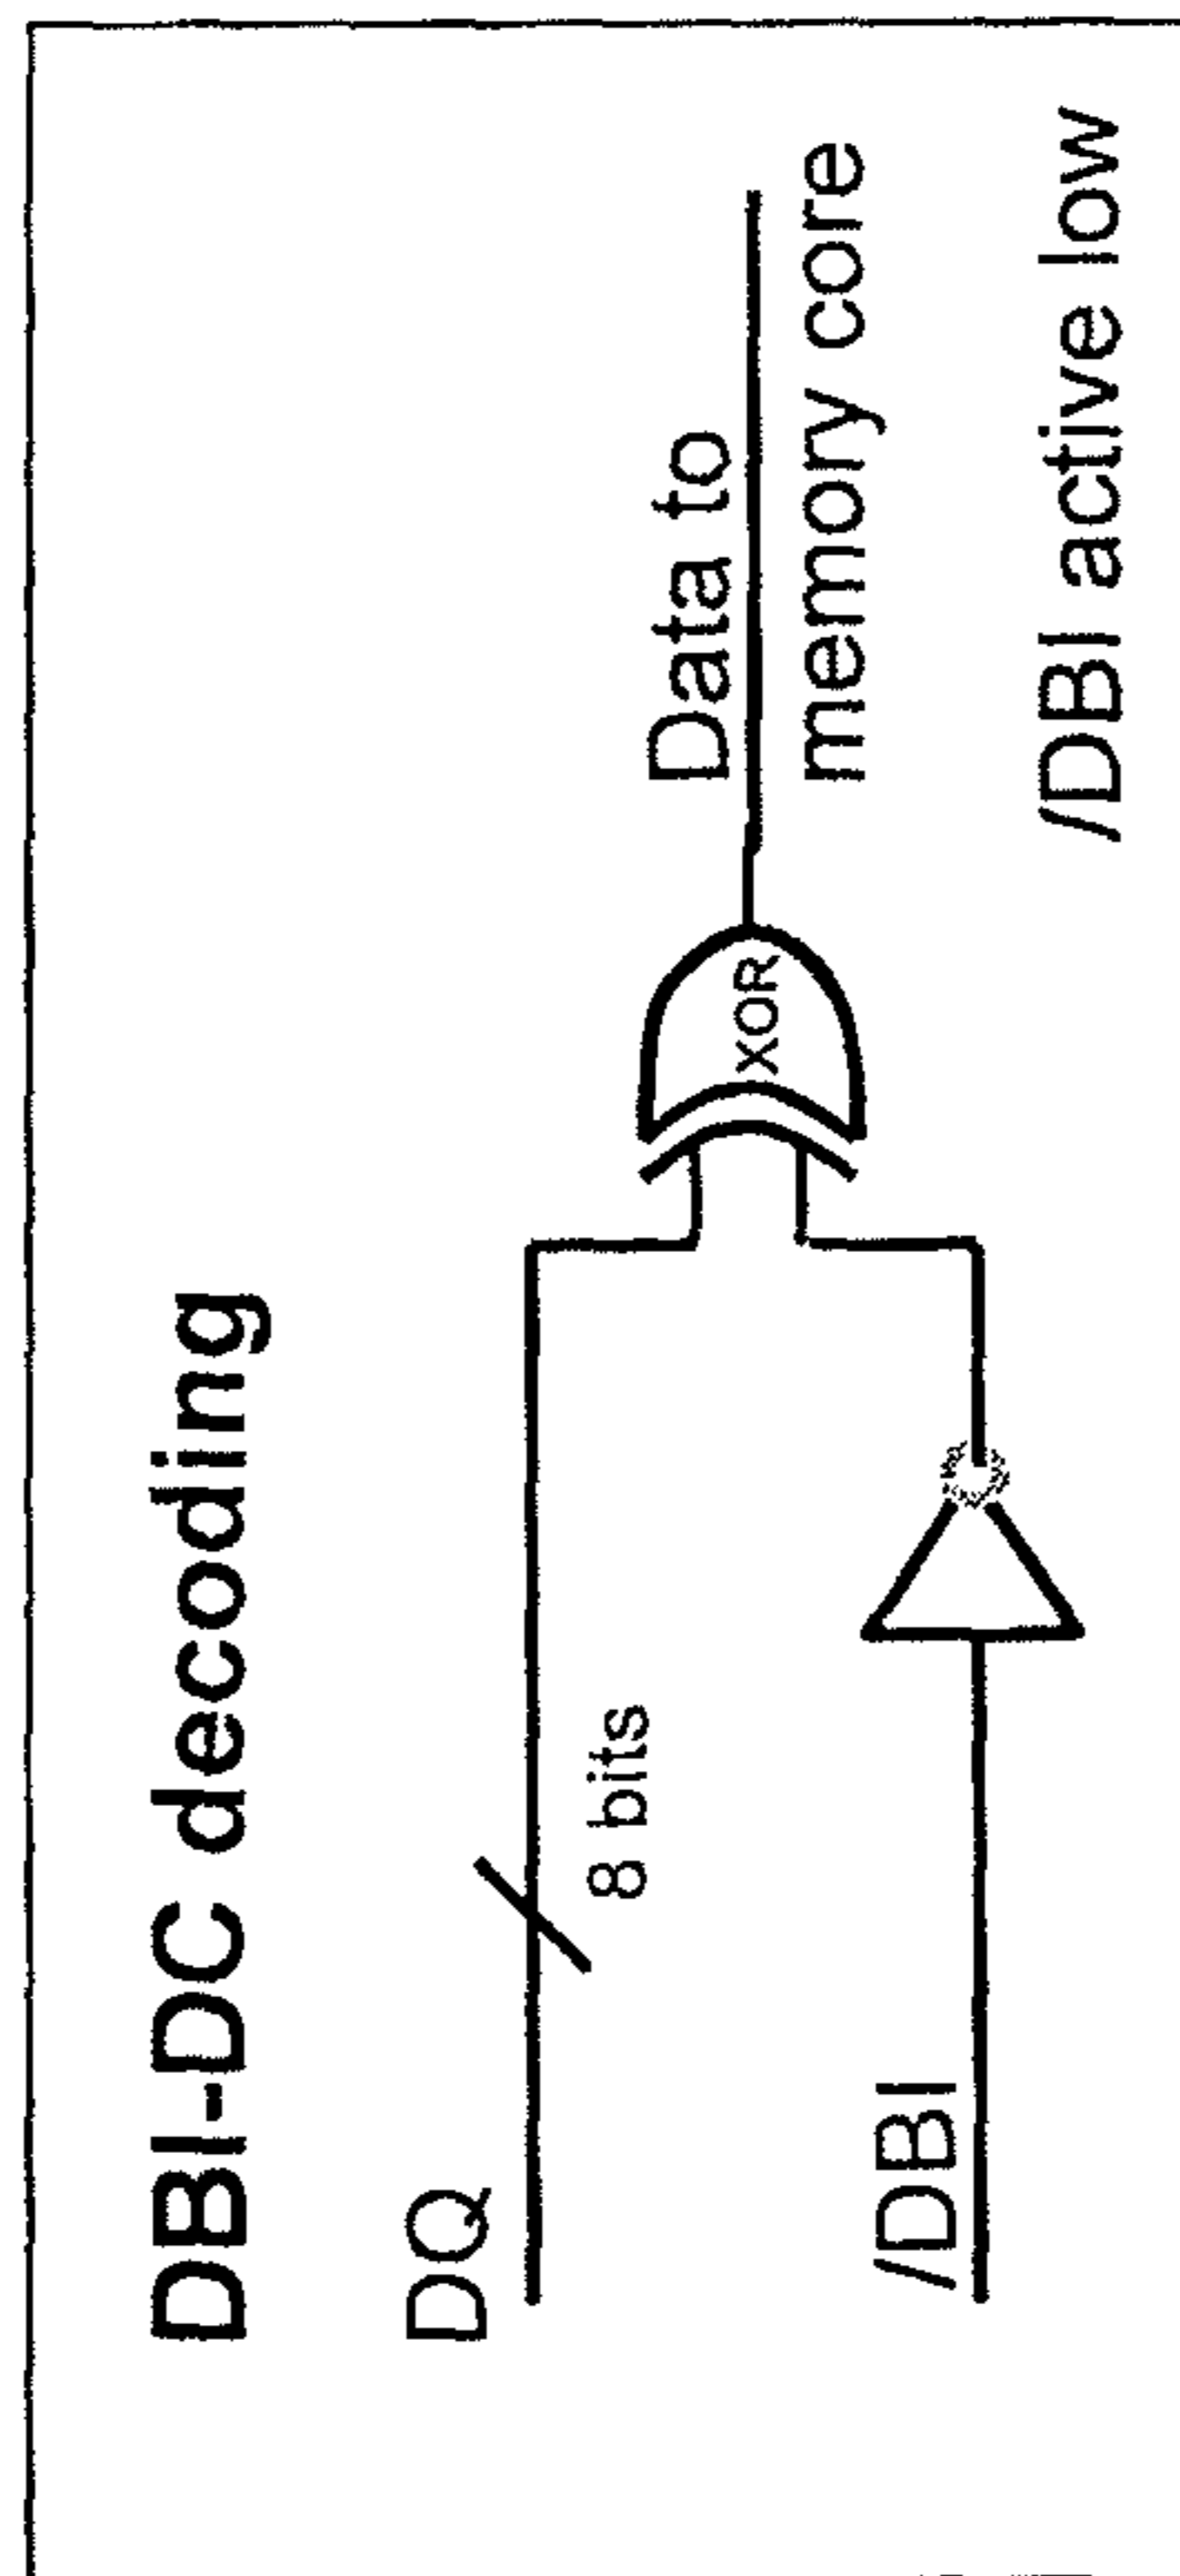 DBI-DC decoding
DQ
8 bits
/DBI
XOR
Data to
memory core
/DBI active low